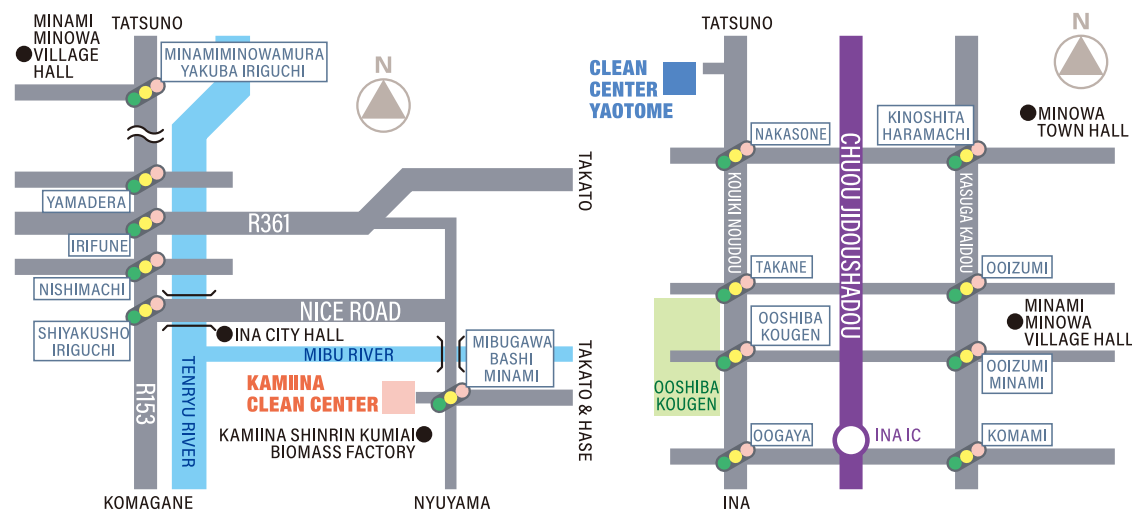 MINAMI
MINOWA
VILLAGE
HALL
TATSUNO
MINAMIMINOWAMURA
YAKUBA IRIGUCHI
N
YAMADERA
IRIFUNE
R361
TAKATO
NISHIMACHI
SHIYAKUSHO
IRIGUCHI
NICE ROAD
INA CITY HALL
MIBU RIVER
MIBUGAWA
BASHI
MINAMI
TAKATO & HASE
R153
TENRYU RIVER
KAMIINA
CLEAN CENTER
KAMIINA SHINRIN KUMIAI
BIOMASS FACTORY
KOMAGANE
NYUYAMA
TATSUNO
N
CLEAN
CENTER
YAOTOME
NAKASONE
CHUOU JIDOUSHADOU
KINOSHITA
HARAMACHI
MINOWA
TOWN HALL
KOUIKI NOUDOU
KASUGA KAIDOU
TAKANE
OOIZUMI
OOSHIBA
KOUGEN
MINAMI
MINOWA
VILLAGE HALL
OOSHIBA
KOUGEN
OOIZUMI
MINAMI
OOGAYA
INA IC
KOMAMI
INA